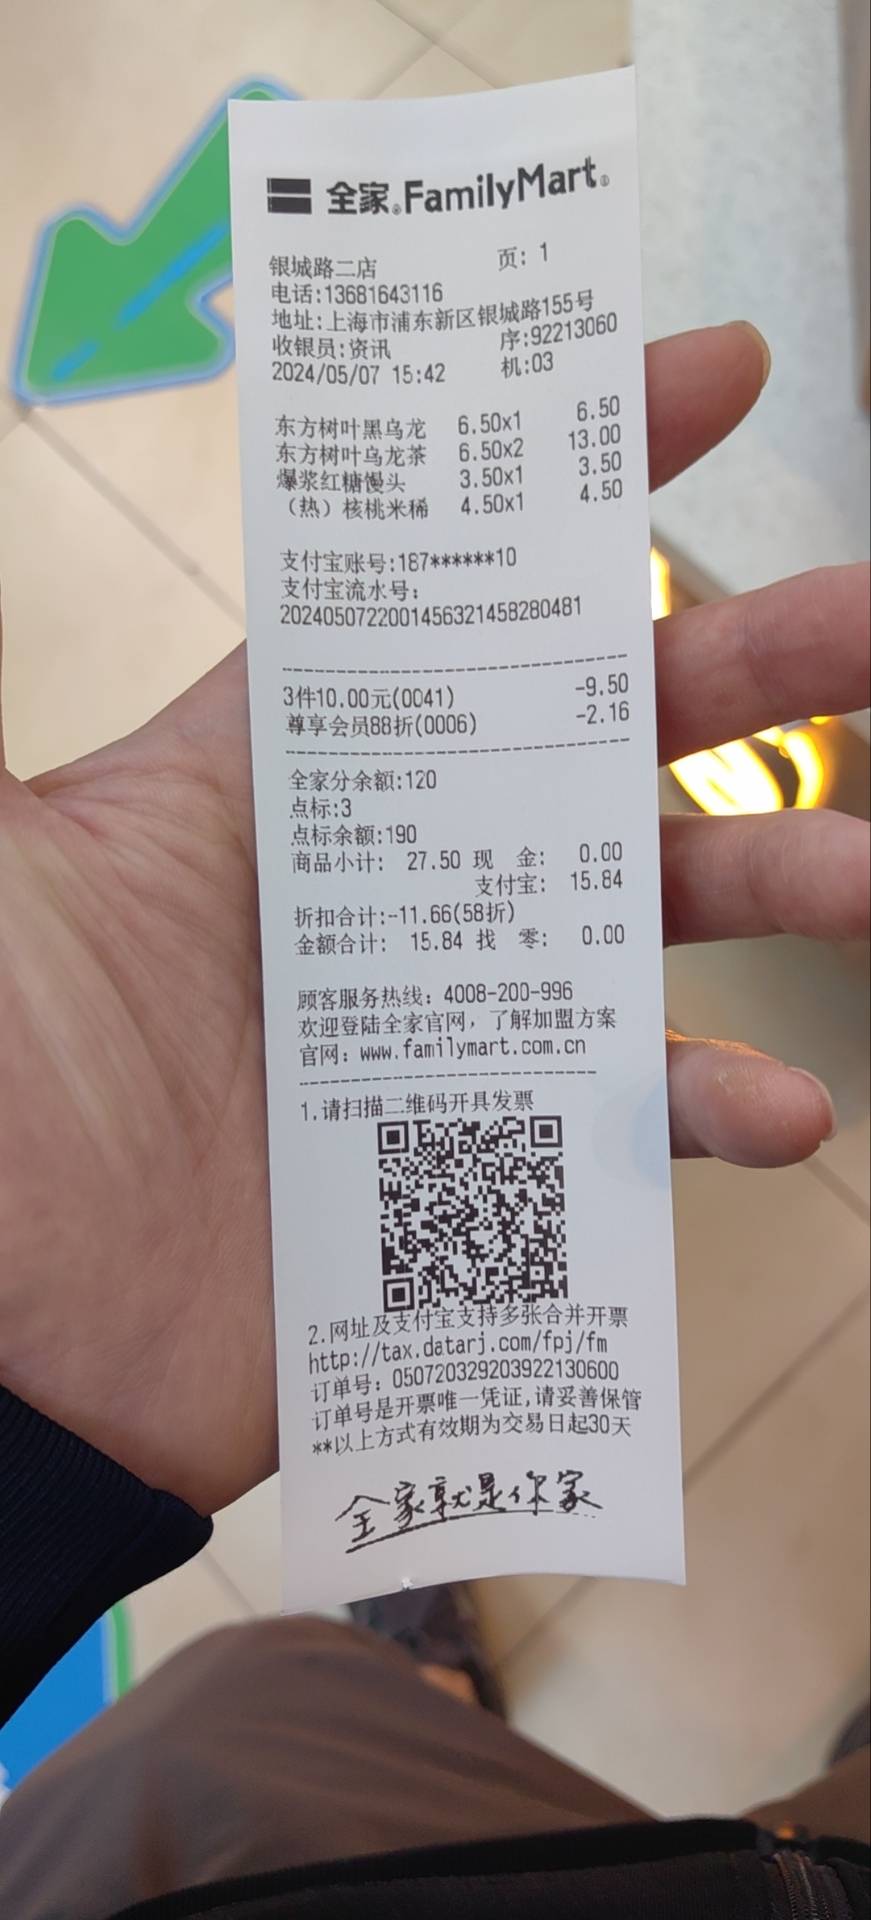 全家®FamilyMart®
银城路二店 页: 1
电话:13681643116
地址:上海市浦东新区银城路155号
收银员:资讯 序:92213060
2024/05/07 15:42 机:03
东方树叶黑乌龙 6.50x1 6.50
东方树叶乌龙茶 6.50x2 13.00
爆浆红糖馒头 3.50x1 3.50
（热）核桃米稀 4.50x1 4.50
支付宝账号:187******10
支付宝流水号:
2024050722001456321458280481
3件10.00元(0041) -9.50
尊享会员88折(0006) -2.16
全家分余额:120
点标:3
点标余额:190
商品小计: 27.50 现 金: 0.00
支付宝: 15.84
折扣合计:-11.66(58折)
金额合计: 15.84 找 零: 0.00
顾客服务热线: 4008-200-996
欢迎登陆全家官网，了解加盟方案
官网: www.familymart.com.cn
1.请扫描二维码开具发票
2.网址及支付宝支持多张合并开票
http://tax.datarj.com/fpj/fm
订单号: 050720329203922130600
订单号是开票唯一凭证,请妥善保管
**以上方式有效期为交易日起30天
全家就是你家